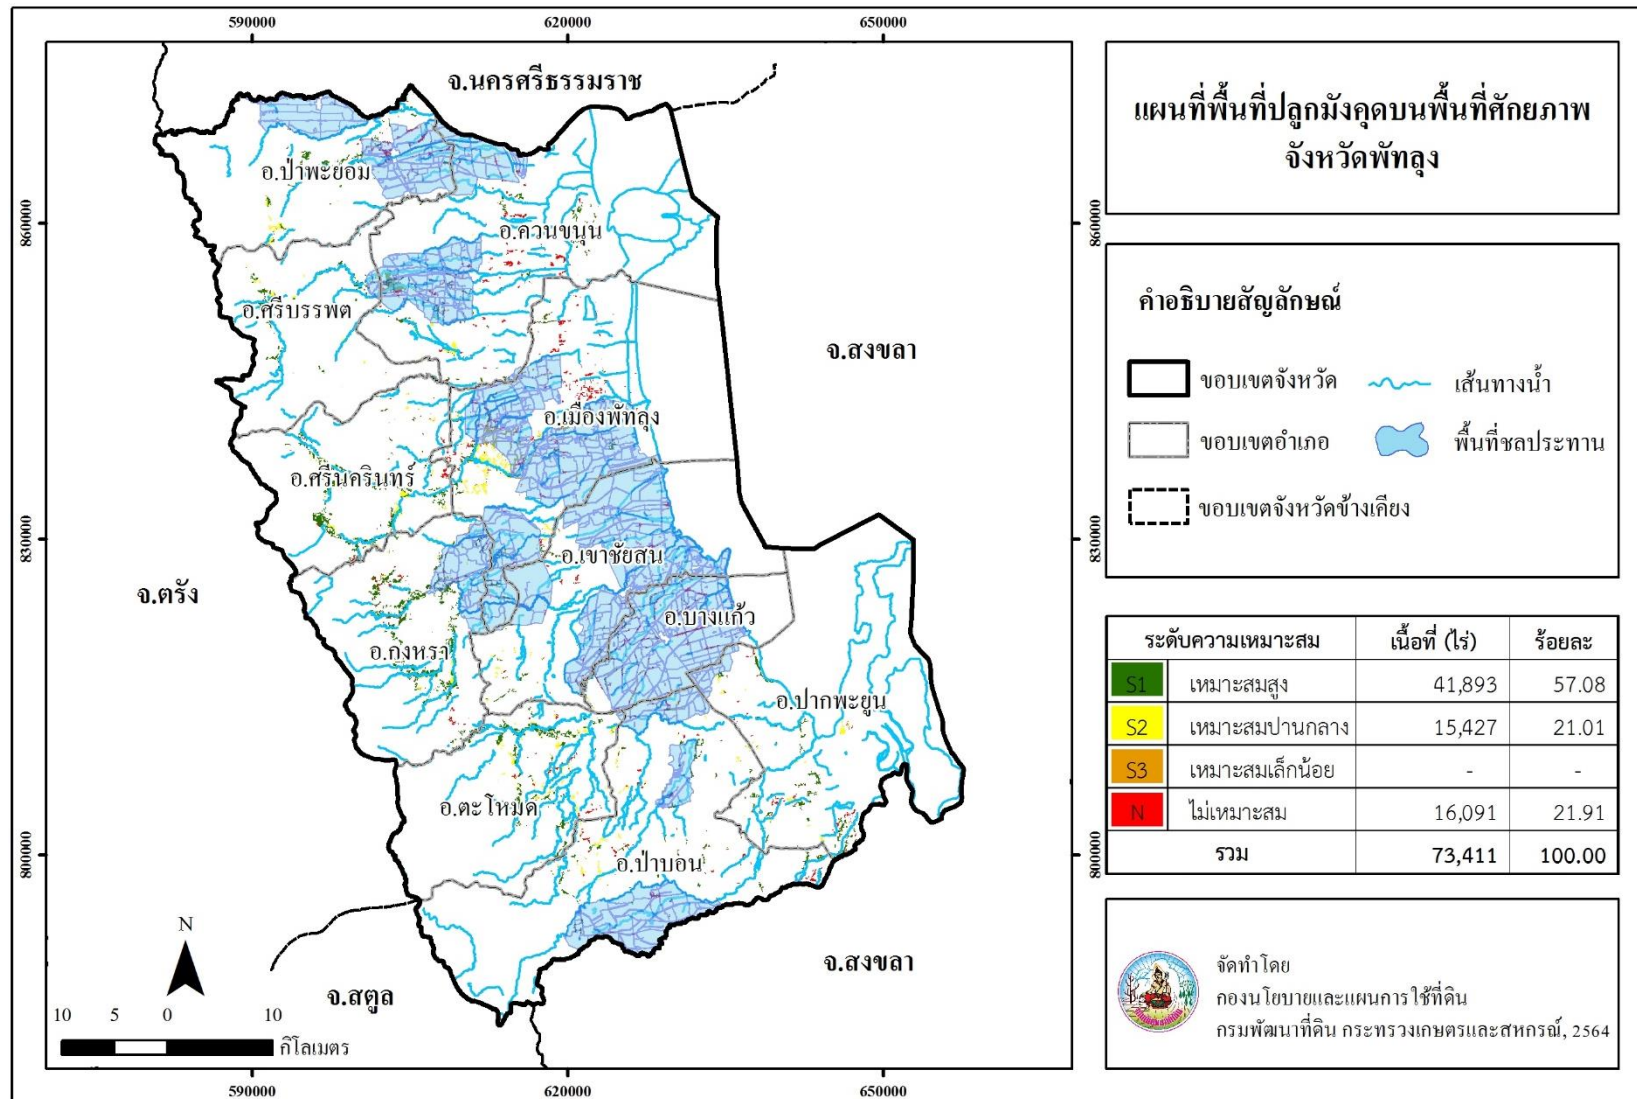 590000
620000
650000
แผนที่พื้นที่ปลูกมังคุดบนพื้นที่ศักยภาพ
จังหวัดพัทลุง
จ.นครศรีธรรมราช
อ.ป่าพะยอม
860000
860000
อ.ควนขนุน
อ.ศรีบรรพต
จ.สงขลา
คำอธิบายสัญลักษณ์
ขอบเขตจังหวัด
เส้นทางน้ำ
ขอบเขตอำเภอ
พื้นที่ชลประทาน
ขอบเขตจังหวัดข้างเคียง
อ.เมืองพัทลุง
อ.ศรีนครินทร์
830000
830000
อ.เขาชัยสน
จ.ตรัง
อ.บางแก้ว
อ.กงหรา
อ.ปากพะยูน
ระดับความเหมาะสม เนื้อที่ (ไร่) ร้อยละ
S1 เหมาะสมสูง 41,893 57.08
S2 เหมาะสมปานกลาง 15,427 21.01
S3 เหมาะสมเล็กน้อย - -
N ไม่เหมาะสม 16,091 21.91
รวม 73,411 100.00
อ.ตะโหมด
800000
800000
อ.ป่าบอน
N
จ.สงขลา
จ.สตูล
10 5 0 10
กิโลเมตร
จัดทำโดย
กองนโยบายและแผนการใช้ที่ดิน
กรมพัฒนาที่ดิน กระทรวงเกษตรและสหกรณ์, 2564
590000
620000
650000